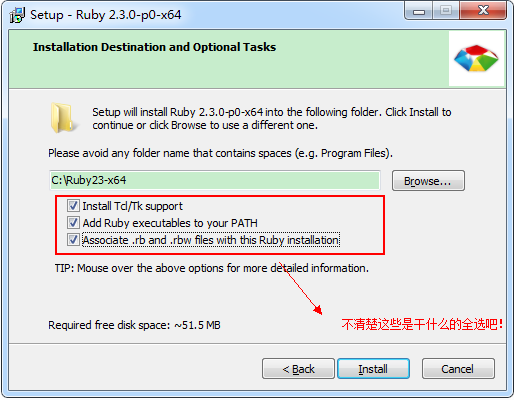 Setup - Ruby 2.3.0-p0-x64
Installation Destination and Optional Tasks
Setup will install Ruby 2.3.0-p0-x64 into the following folder. Click Install to
continue or click Browse to use a different one.
Please avoid any folder name that contains spaces (e.g. Program Files).
C:\Ruby23-x64
Browse...
Install Tcl/Tk support
Add Ruby executables to your PATH
Associate .rb and .rbw files with this Ruby installation
TIP: Mouse over the above options for more detailed information.
不清楚这些是干什么的全选吧!
Required free disk space: ~51.5 MB
< Back
Install
Cancel